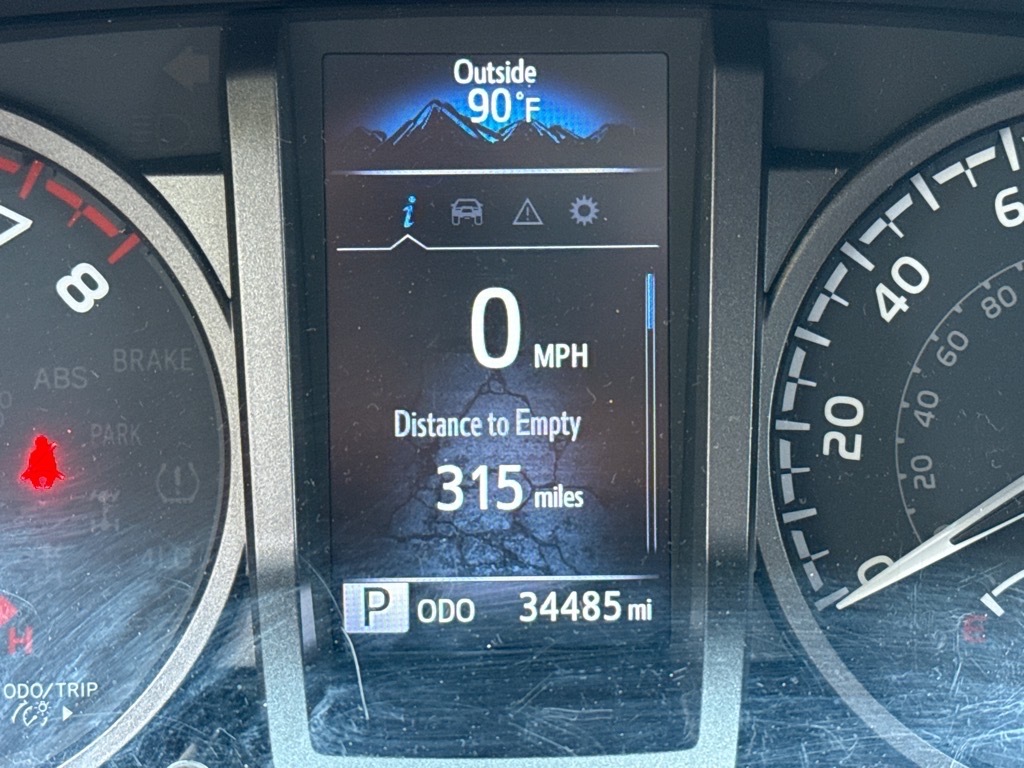 Outside
90°F
i
0 MPH
Distance to Empty
315 miles
P ODO 34485 mi
8
BRAKE
ABS
PARK
H
ODO/TRIP
0
20
40
20
40
60
80
E